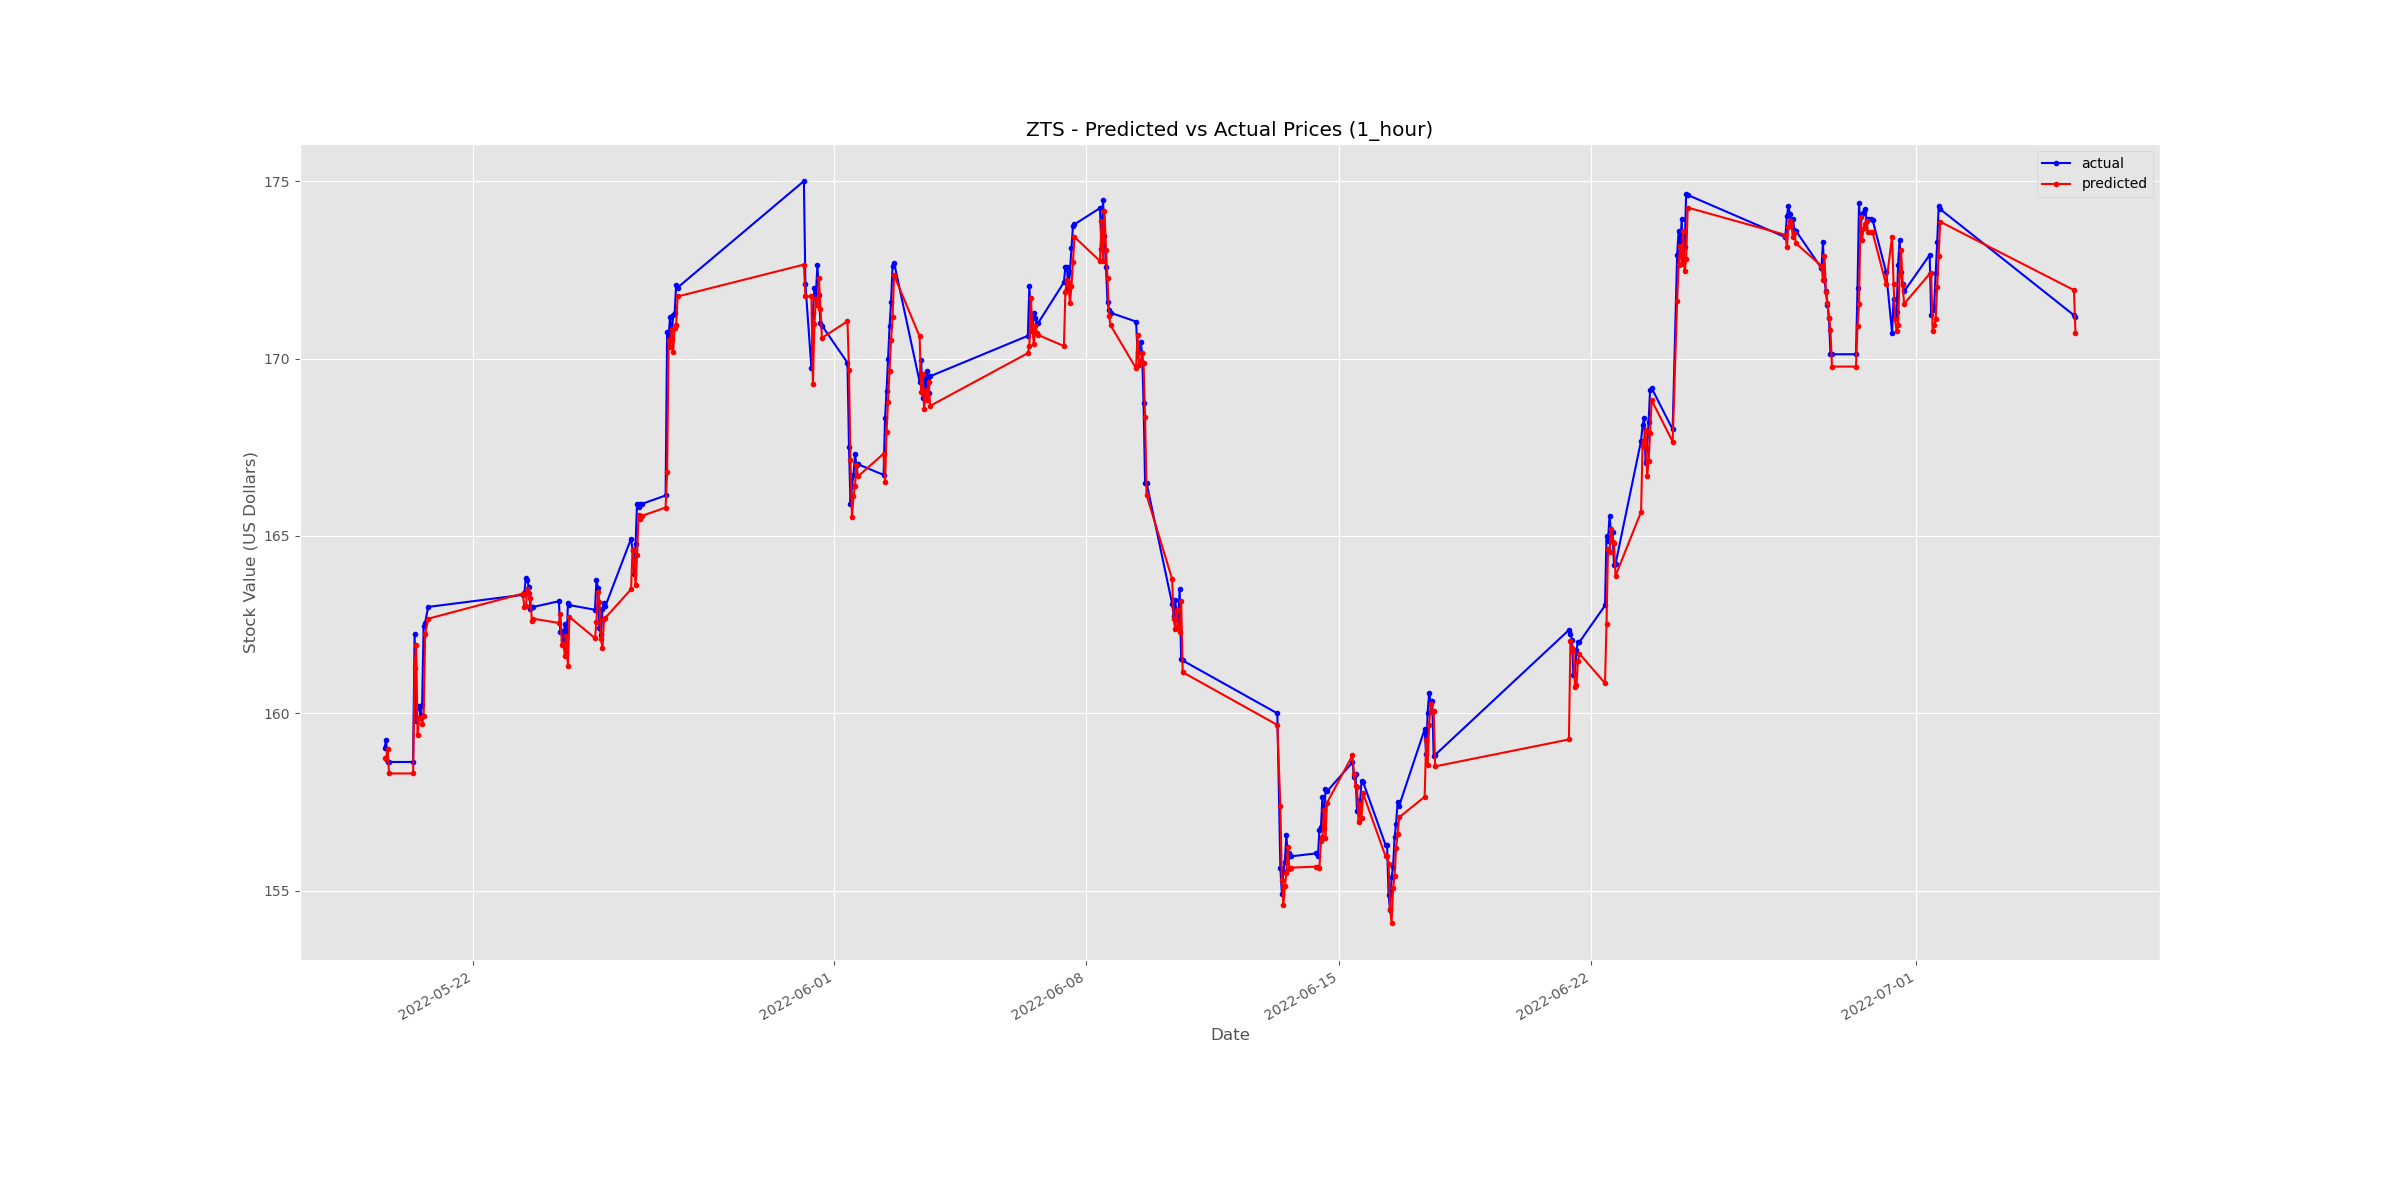 ZTS - Predicted vs Actual Prices (1_hour)
actual
predicted
Stock Value (US Dollars)
175
170
165
160
155
2022-05-22
2022-06-01
2022-06-08
2022-06-15
2022-06-22
2022-07-01
Date